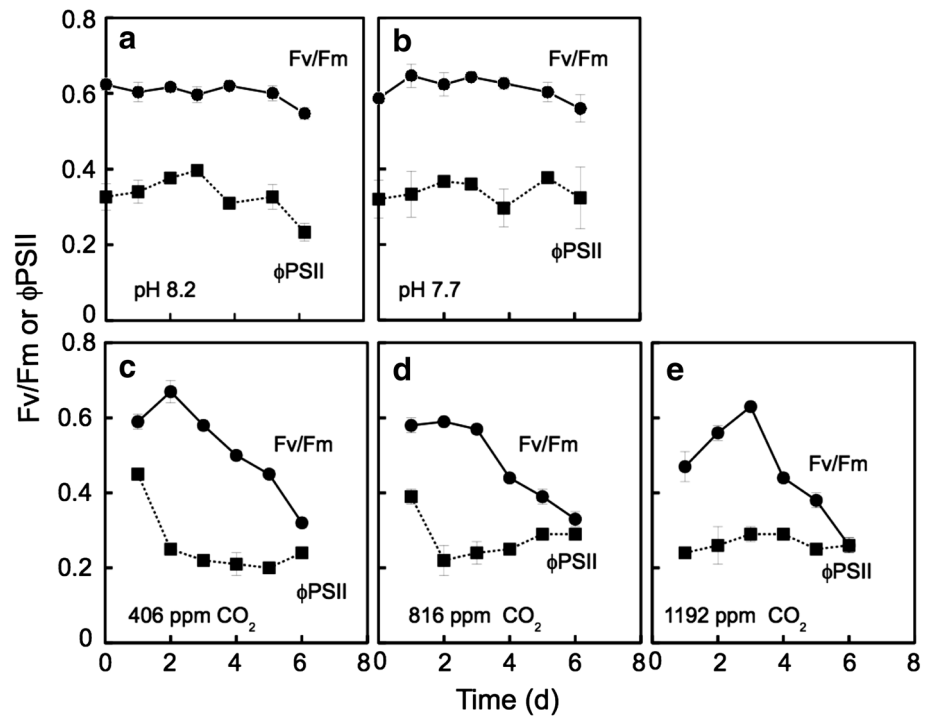 0.8
a
b
Fv/Fm
Fv/Fm
0.6
0.4
0.2
ϕPSII
ϕPSII
pH 8.2
pH 7.7
0
Fv/Fm or ϕPSII
0.8
c
d
e
0.6
Fv/Fm
Fv/Fm
Fv/Fm
0.4
0.2
ϕPSII
ϕPSII
ϕPSII
406 ppm CO₂
816 ppm CO₂
1192 ppm CO₂
0
0 2 4 6 8 0 2 4 6 8 0 2 4 6 8
Time (d)